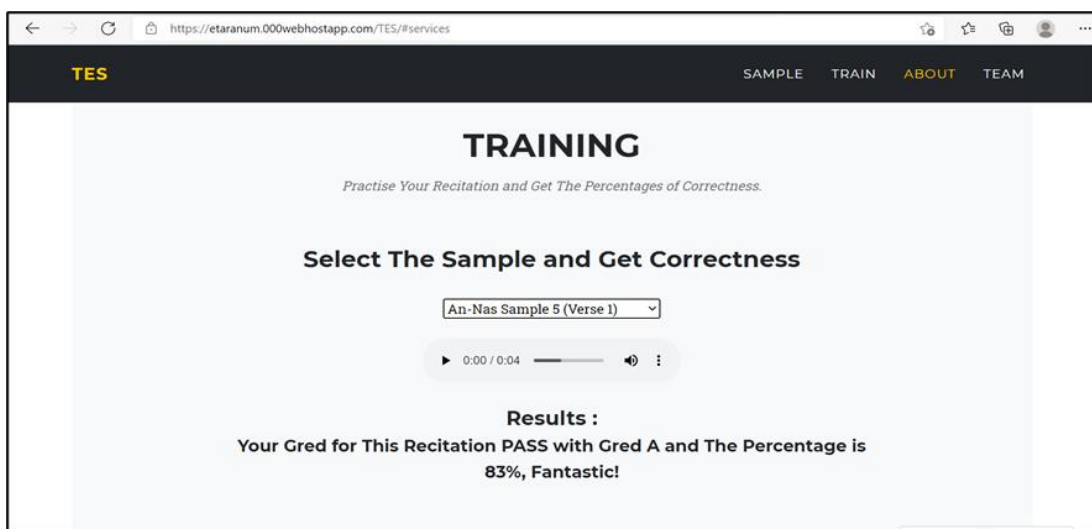 https://etaranum.000webhostapp.com/TES/#services
TES SAMPLE TRAIN ABOUT TEAM
TRAINING
Practise Your Recitation and Get The Percentages of Correctness.
Select The Sample and Get Correctness
An-Nas Sample 5 (Verse 1)
0:00 / 0:04
Results :
Your Gred for This Recitation PASS with Gred A and The Percentage is
83%, Fantastic!